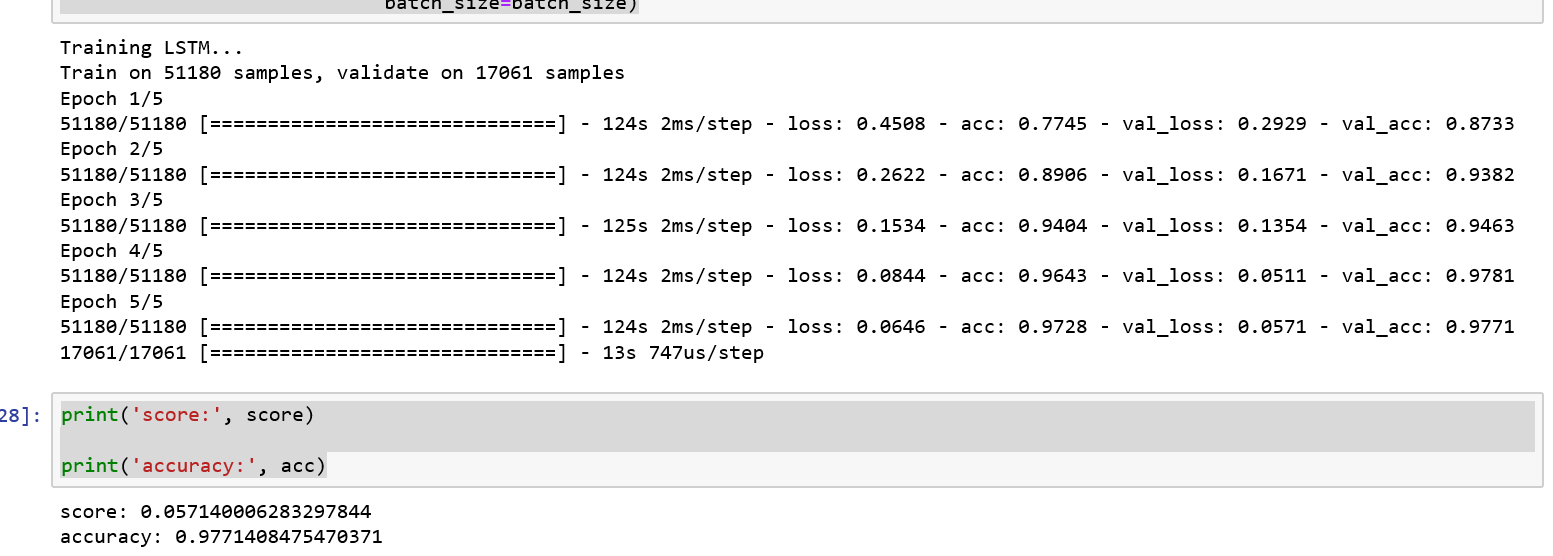 batch_size=batch_size)
Training LSTM...
Train on 51180 samples, validate on 17061 samples
Epoch 1/5
51180/51180 [==============================] - 124s 2ms/step - loss: 0.4508 - acc: 0.7745 - val_loss: 0.2929 - val_acc: 0.8733
Epoch 2/5
51180/51180 [==============================] - 124s 2ms/step - loss: 0.2622 - acc: 0.8906 - val_loss: 0.1671 - val_acc: 0.9382
Epoch 3/5
51180/51180 [==============================] - 125s 2ms/step - loss: 0.1534 - acc: 0.9404 - val_loss: 0.1354 - val_acc: 0.9463
Epoch 4/5
51180/51180 [==============================] - 124s 2ms/step - loss: 0.0844 - acc: 0.9643 - val_loss: 0.0511 - val_acc: 0.9781
Epoch 5/5
51180/51180 [==============================] - 124s 2ms/step - loss: 0.0646 - acc: 0.9728 - val_loss: 0.0571 - val_acc: 0.9771
17061/17061 [==============================] - 13s 747us/step
28]: print('score:', score)
print('accuracy:', acc)
score: 0.057140006283297844
accuracy: 0.9771408475470371